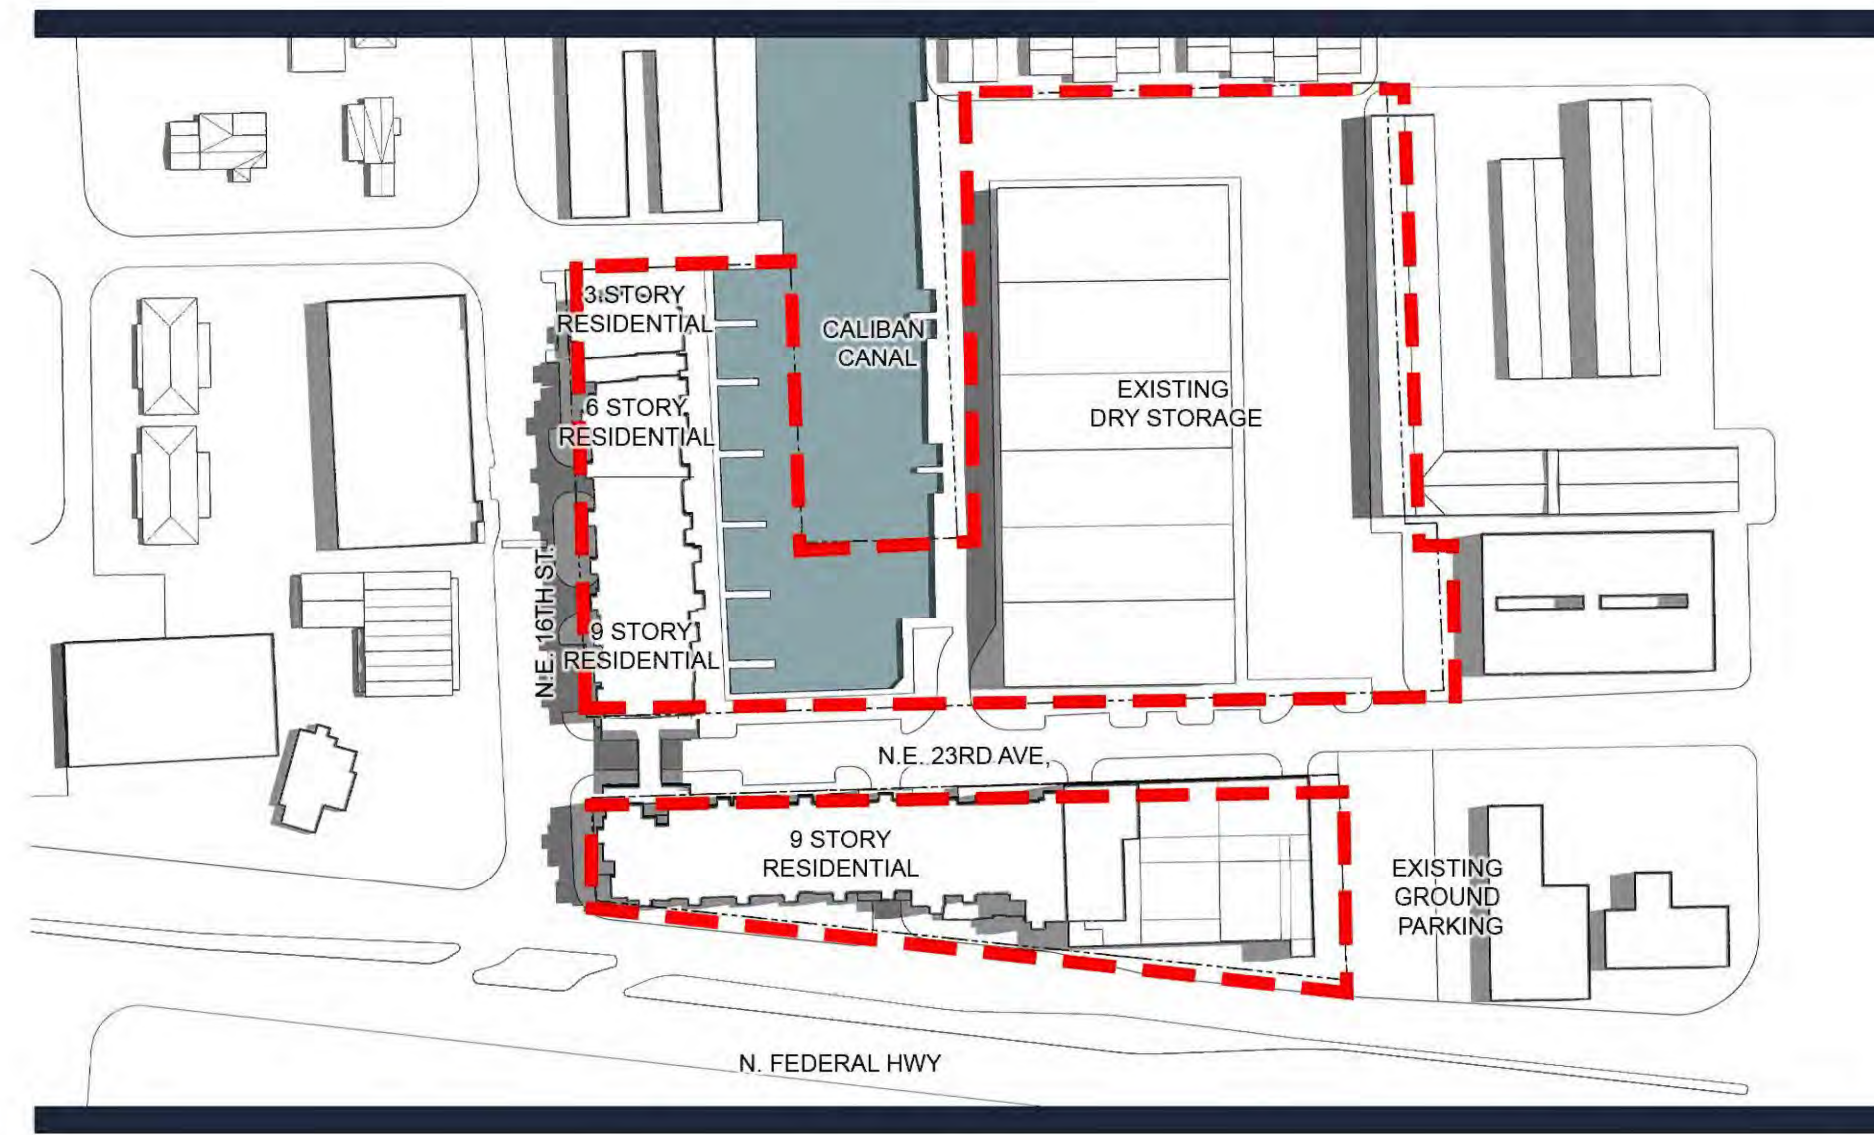 3 STORY
RESIDENTIAL
CALIBAN
CANAL
6 STORY
RESIDENTIAL
EXISTING
DRY STORAGE
N.E. 16TH ST.
9 STORY
RESIDENTIAL
N.E. 23RD AVE,
9 STORY
RESIDENTIAL
EXISTING
GROUND
PARKING
N. FEDERAL HWY